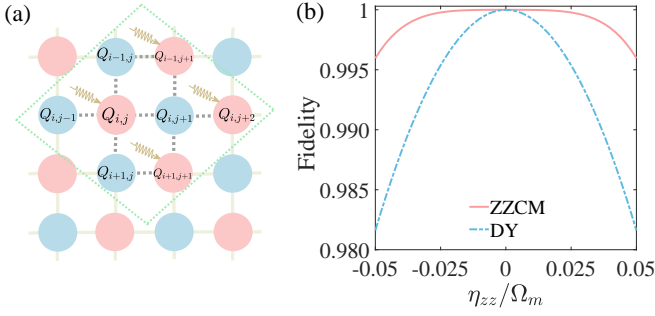 (a)
Q_{i-1,j} Q_{i-1,j+1}
Q_{i,j-1} Q_{i,j} Q_{i,j+1} Q_{i,j+2}
Q_{i+1,j} Q_{i+1,j+1}
(b)
Fidelity
1
0.995
0.990
0.985
0.980
ZZCM
DY
-0.05 -0.025 0 0.025 0.05
η_{zz}/Ω_m